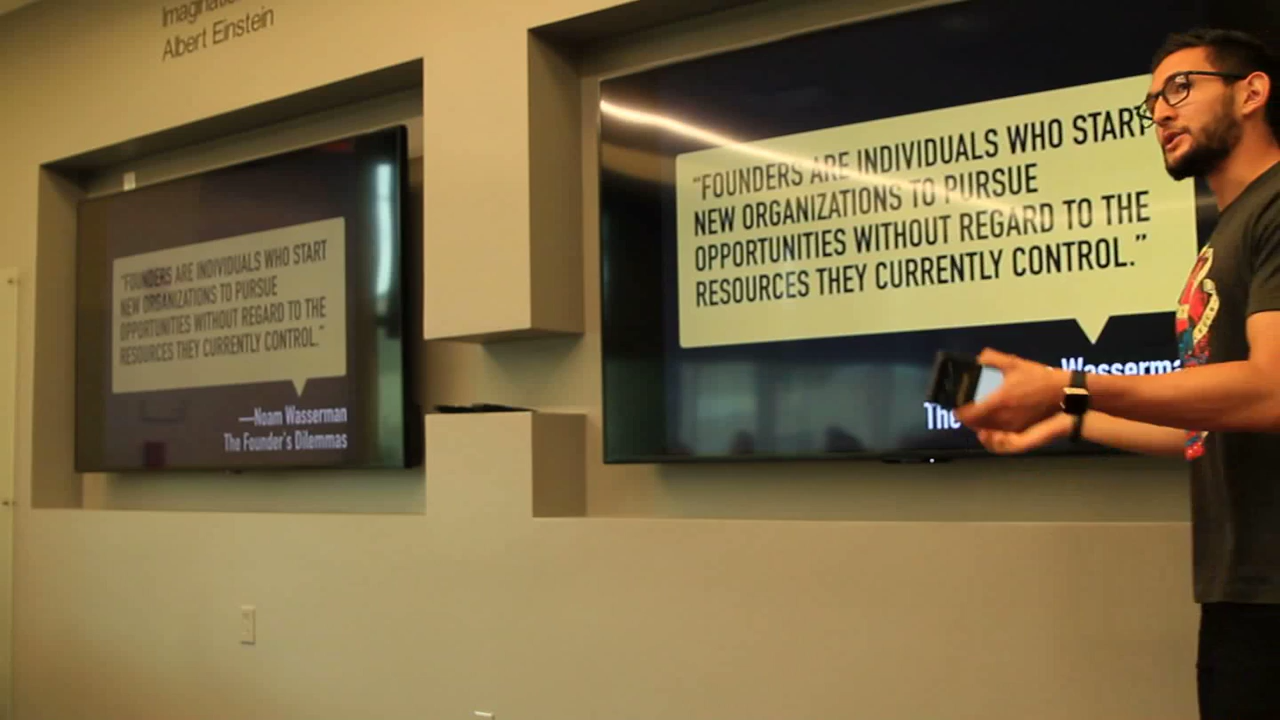 Imagination
Albert Einstein
“FOUNDERS ARE INDIVIDUALS WHO START
NEW ORGANIZATIONS TO PURSUE
OPPORTUNITIES WITHOUT REGARD TO THE
RESOURCES THEY CURRENTLY CONTROL.”
—Noam Wasserman
The Founder's Dilemmas
“FOUNDERS ARE INDIVIDUALS WHO START
NEW ORGANIZATIONS TO PURSUE
OPPORTUNITIES WITHOUT REGARD TO THE
RESOURCES THEY CURRENTLY CONTROL.”
Wasserma
The